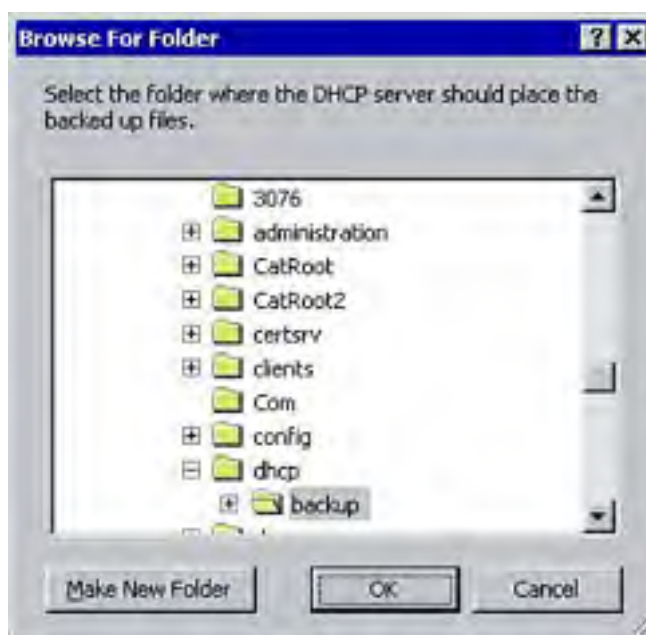 Browse For Folder
Select the folder where the DHCP server should place the
backed up files.
3076
administration
CatRoot
CatRoot2
certsrv
clients
Com
config
dhcp
backup
Make New Folder
OK
Cancel